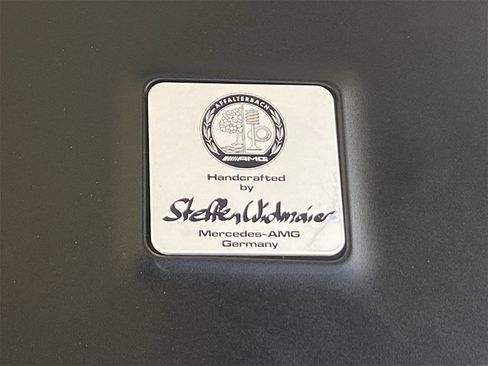 AFFALTERBACH
AMG
Handcrafted
by
Steffen Widmaier
Mercedes-AMG
Germany